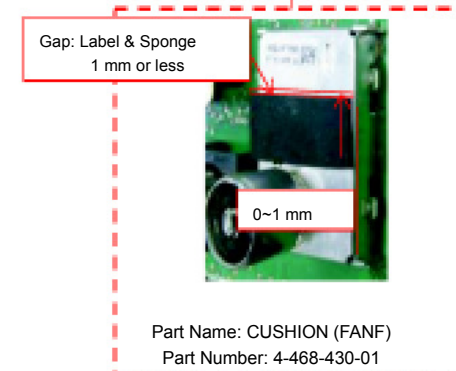 Gap: Label & Sponge
1 mm or less
0~1 mm
Part Name: CUSHION (FANF)
Part Number: 4-468-430-01